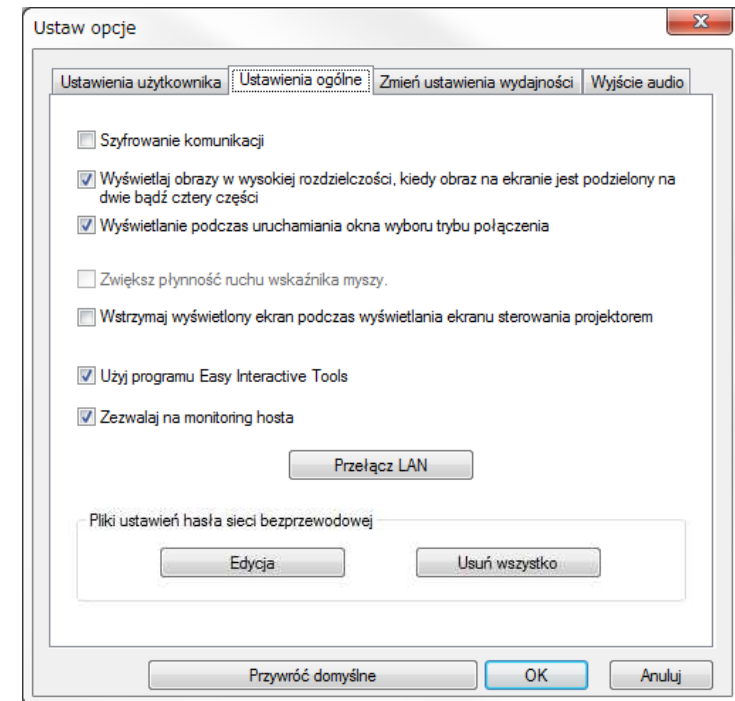 Ustaw opcje
Ustawienia użytkownika Ustawienia ogólne Zmień ustawienia wydajności Wyjście audio
Szyfrowanie komunikacji
Wyświetlaj obrazy w wysokiej rozdzielczości, kiedy obraz na ekranie jest podzielony na
dwie bądź cztery części
Wyświetlanie podczas uruchamiania okna wyboru trybu połączenia
Zwiększ płynność ruchu wskaźnika myszy.
Wstrzymaj wyświetlony ekran podczas wyświetlania ekranu sterowania projektorem
Użyj programu Easy Interactive Tools
Zezwalaj na monitoring hosta
Przełącz LAN
Pliki ustawień hasła sieci bezprzewodowej
Edycja Usuń wszystko
Przywróć domyślne OK Anuluj